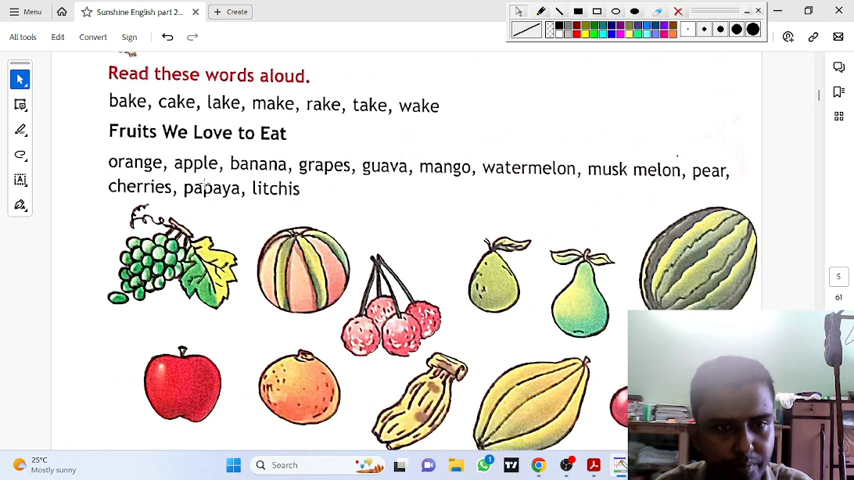 Menu
Sunshine English part 2...
Create
All tools
Edit
Convert
Sign
Read these words aloud.
bake, cake, lake, make, rake, take, wake
Fruits We Love to Eat
orange, apple, banana, grapes, guava, mango, watermelon, musk melon, pear,
cherries, papaya, litchis
5
61
25°C
Mostly sunny
Search
1